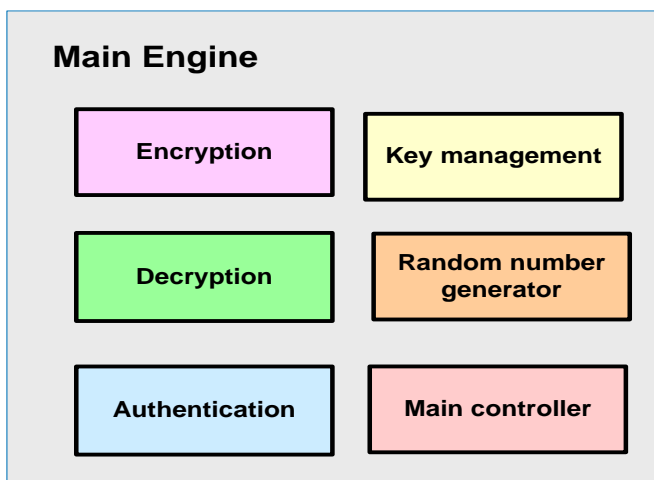 Main Engine
Encryption
Key management
Decryption
Random number
generator
Authentication
Main controller